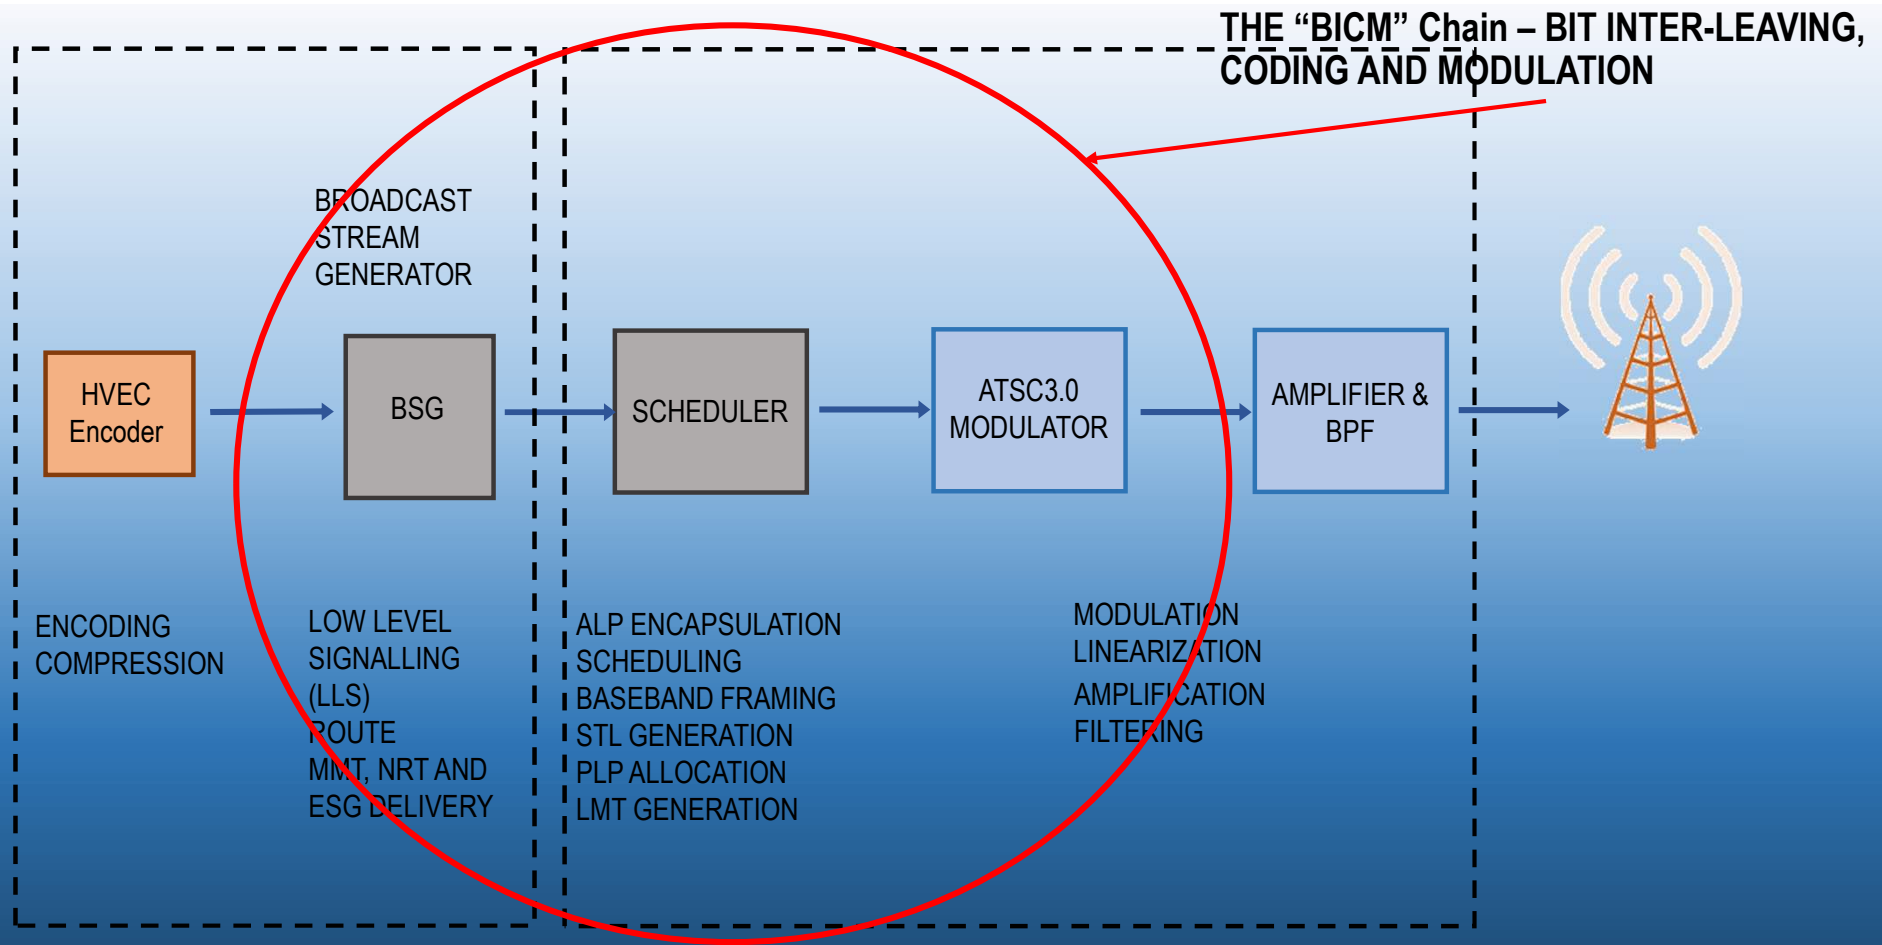 THE “BICM” Chain – BIT INTER-LEAVING,
CODING AND MODULATION
BROADCAST
STREAM
GENERATOR
HVEC
Encoder
BSG
SCHEDULER
ATSC3.0
MODULATOR
AMPLIFIER &
BPF
ENCODING
COMPRESSION
LOW LEVEL
SIGNALLING
(LLS)
ROUTE
MMT, NRT AND
ESG DELIVERY
ALP ENCAPSULATION
SCHEDULING
BASEBAND FRAMING
STL GENERATION
PLP ALLOCATION
LMT GENERATION
MODULATION
LINEARIZATION
AMPLIFICATION
FILTERING